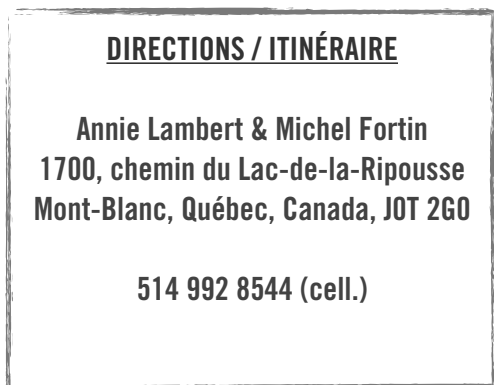 DIRECTIONS / ITINÉRAIRE
Annie Lambert & Michel Fortin
1700, chemin du Lac-de-la-Ripousse
Mont-Blanc, Québec, Canada, J0T 2G0
514 992 8544 (cell.)